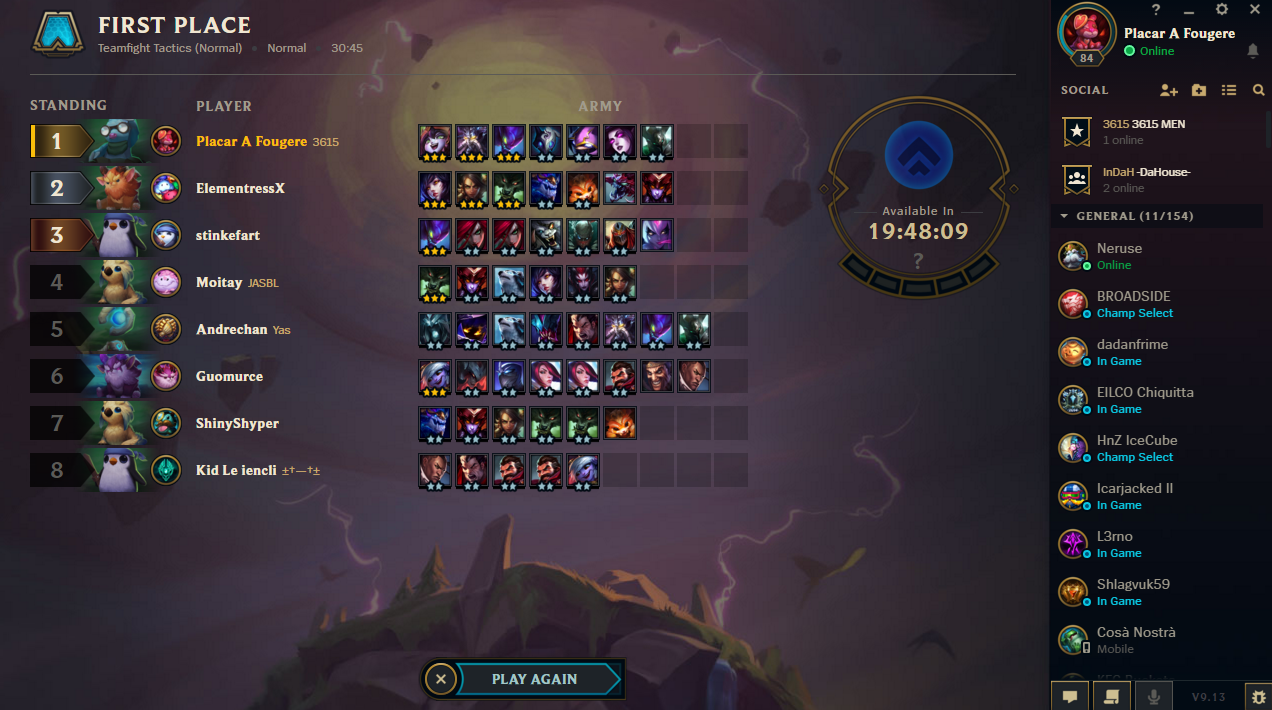 FIRST PLACE
Teamfight Tactics (Normal) • Normal • 30:45
STANDING PLAYER ARMY
1 Placar A Fougere 3615
2 ElementressX
3 stinkefart
4 Moitay JASBL
5 Andrechan Yas
6 Guomurce
7 ShinyShyper
8 Kid Le iencli ±†—†±
Available In
19:48:09
?
PLAY AGAIN
?
Placar A Fougere
84 Online
SOCIAL
3615 3615 MEN
1 online
InDaH -DaHouse-
2 online
GENERAL (11/154)
Neruse
Online
BROADSIDE
Champ Select
dadanfrime
In Game
EILCO Chiquitta
In Game
HnZ IceCube
Champ Select
Icarjacked II
In Game
L3rno
In Game
Shlagvuk59
In Game
Cosà Nostrà
Mobile
V9.13